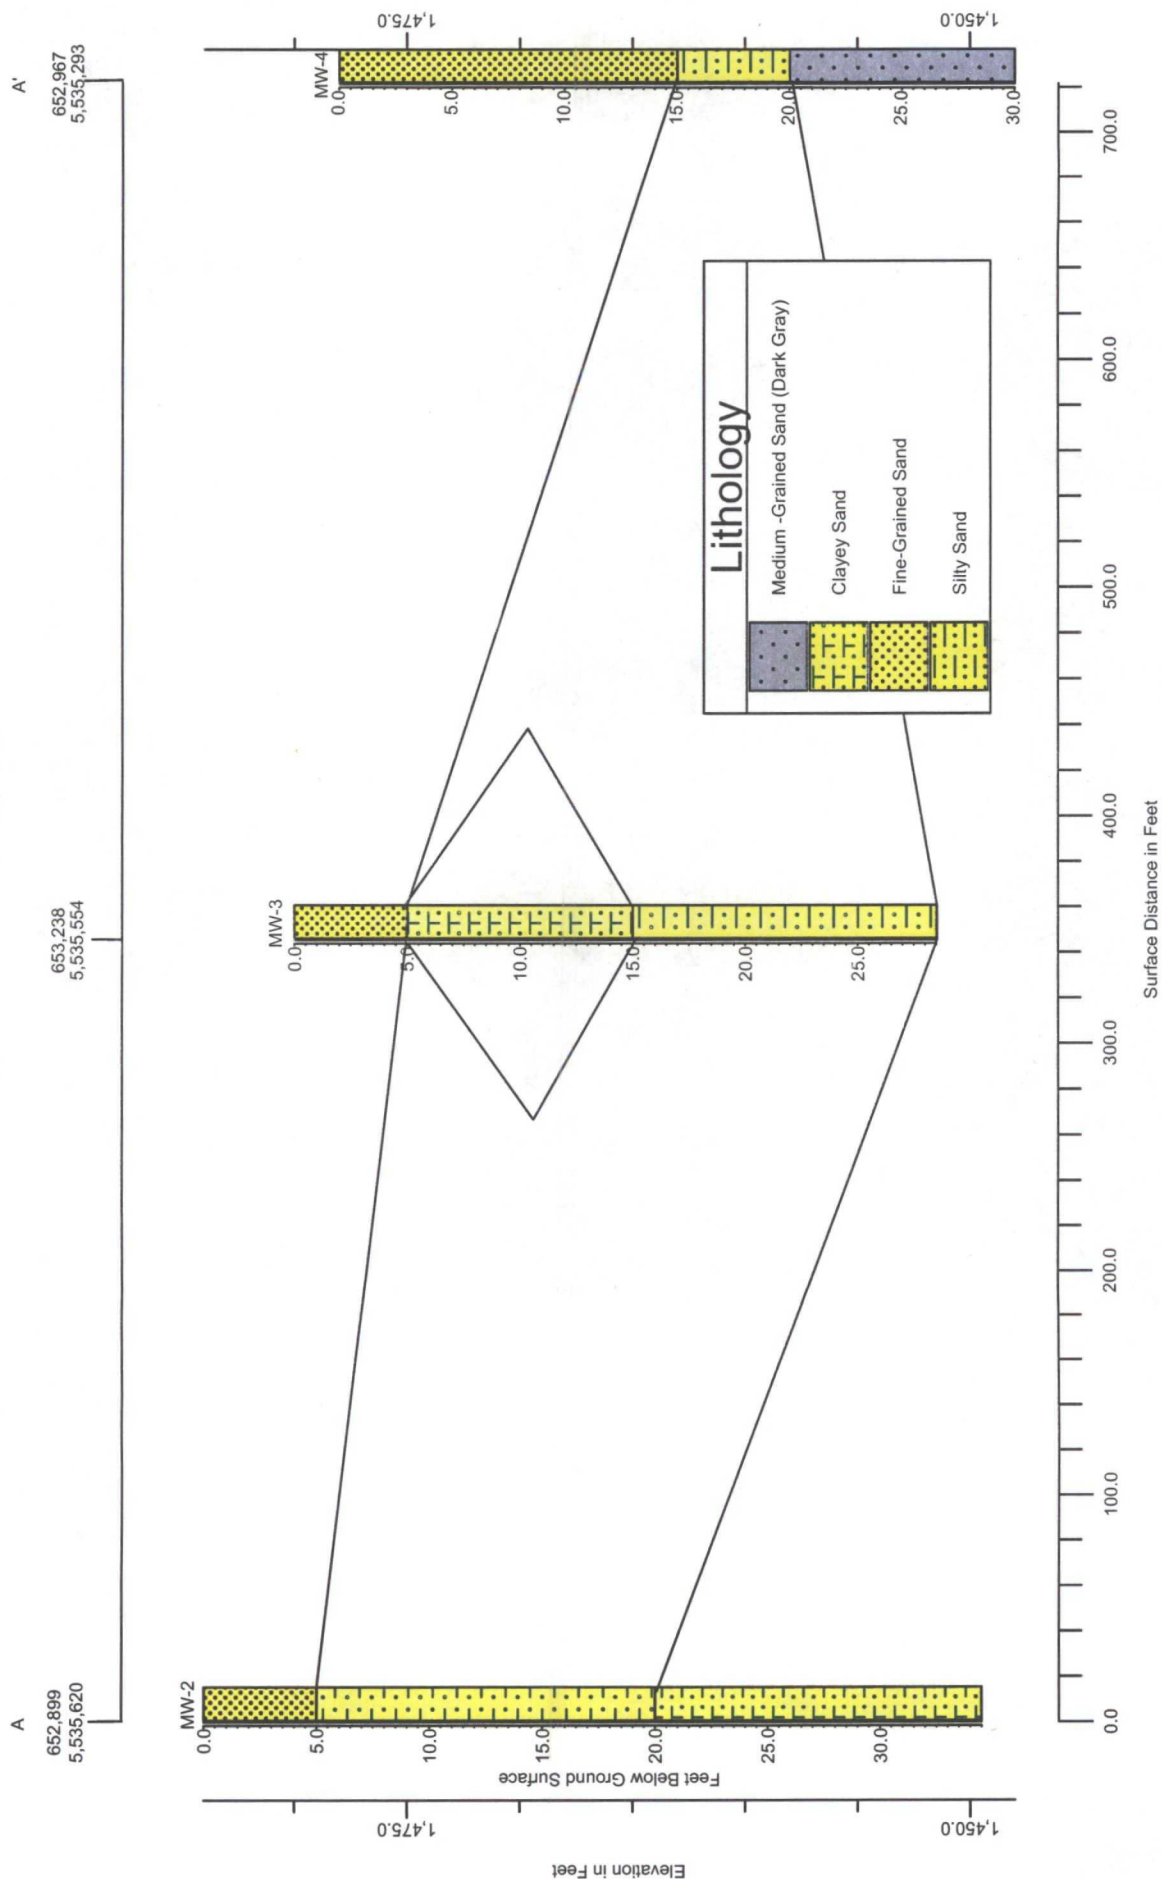 A
652,899
5,535,620
653,238
5,535,554
A'
652,967
5,535,293
MW-2
0.0
5.0
10.0
15.0
20.0
25.0
30.0
MW-3
0.0
5.0
10.0
15.0
20.0
25.0
MW-4
0.0
5.0
10.0
15.0
20.0
25.0
30.0
Elevation in Feet
1,475.0
1,450.0
Feet Below Ground Surface
1,475.0
1,450.0
Lithology
Medium -Grained Sand (Dark Gray)
Clayey Sand
Fine-Grained Sand
Silty Sand
0.0
100.0
200.0
300.0
400.0
500.0
600.0
700.0
Surface Distance in Feet